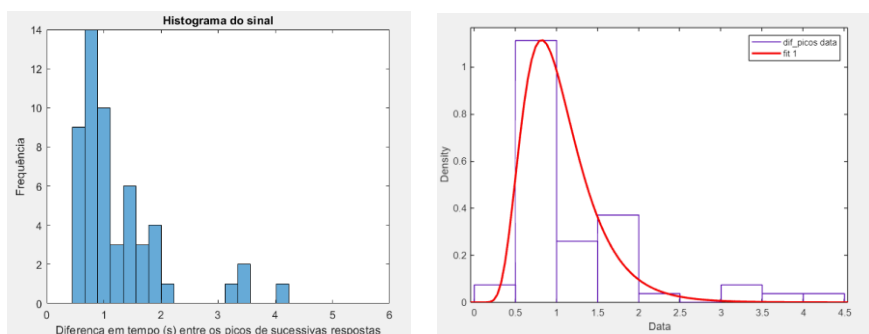 Histograma do sinal
14
12
10
8
6
4
2
0
Frequência
0 1 2 3 4 5 6
Diferença em tempo (s) entre os picos de sucessivas respostas
dif_picos data
fit 1
1
0.8
0.6
0.4
0.2
0
Density
0 0.5 1 1.5 2 2.5 3 3.5 4 4.5
Data